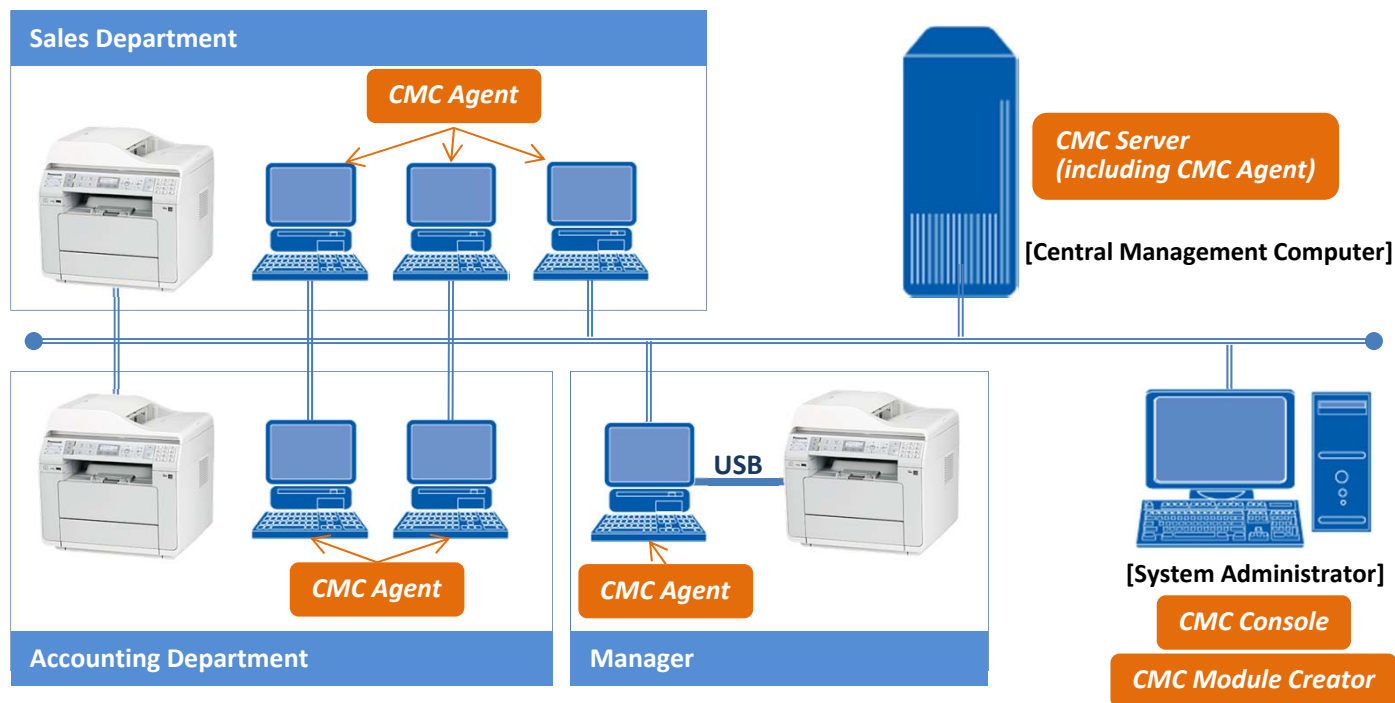 Sales Department
CMC Agent
CMC Server
(including CMC Agent)
[Central Management Computer]
USB
CMC Agent
CMC Agent
[System Administrator]
CMC Console
CMC Module Creator
Accounting Department
Manager